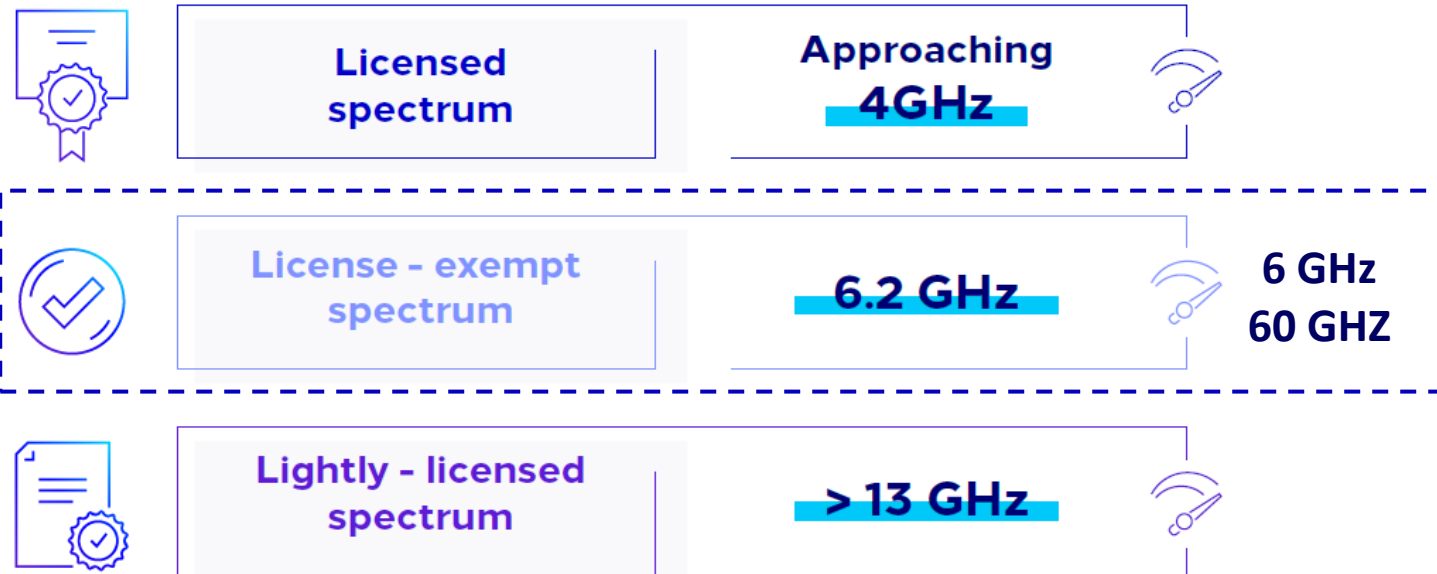 Licensed
spectrum
Approaching
4GHz
License - exempt
spectrum
6.2 GHz
6 GHz
60 GHZ
Lightly - licensed
spectrum
> 13 GHz